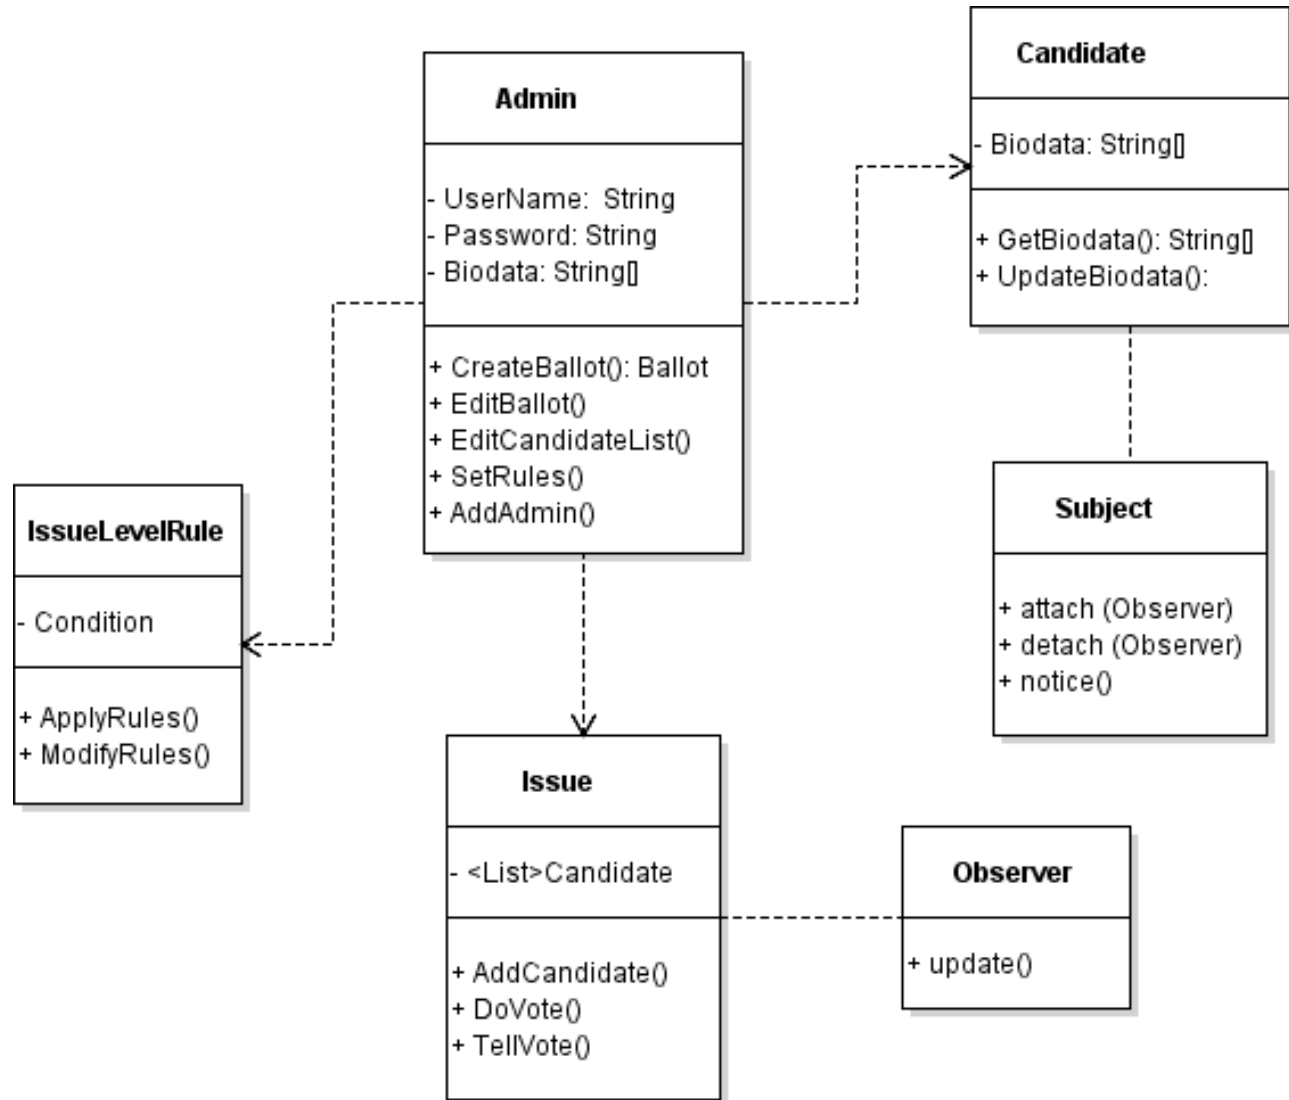 Admin
- UserName:  String
- Password: String
- Biodata: String[]
+ CreateBallot(): Ballot
+ EditBallot()
+ EditCandidateList()
+ SetRules()
+ AddAdmin()
Candidate
- Biodata: String[]
+ GetBiodata(): String[]
+ UpdateBiodata():
IssueLevelRule
- Condition
+ ApplyRules()
+ ModifyRules()
Subject
+ attach (Observer)
+ detach (Observer)
+ notice()
Issue
- <List>Candidate
+ AddCandidate()
+ DoVote()
+ TellVote()
Observer
+ update()